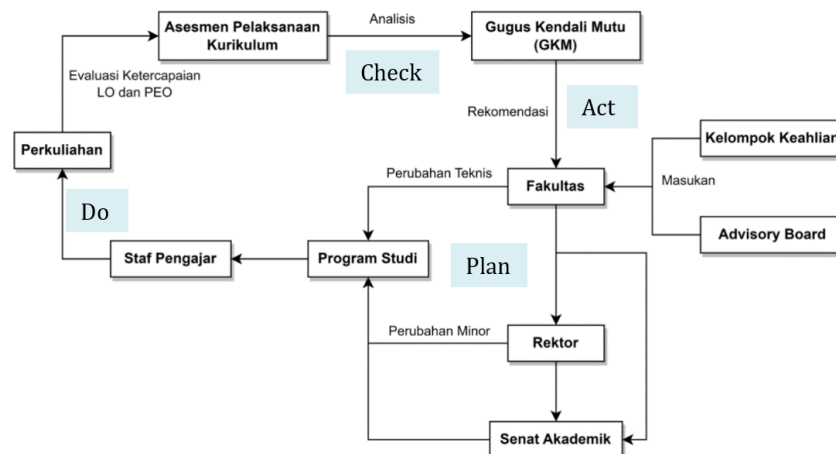 Asesmen Pelaksanaan
Kurikulum
Analisis
Gugus Kendali Mutu
(GKM)
Check
Evaluasi Ketercapaian
LO dan PEO
Rekomendasi
Act
Perkuliahan
Kelompok Keahlian
Perubahan Teknis
Fakultas
Masukan
Do
Advisory Board
Staf Pengajar
Program Studi
Plan
Perubahan Minor
Rektor
Senat Akademik